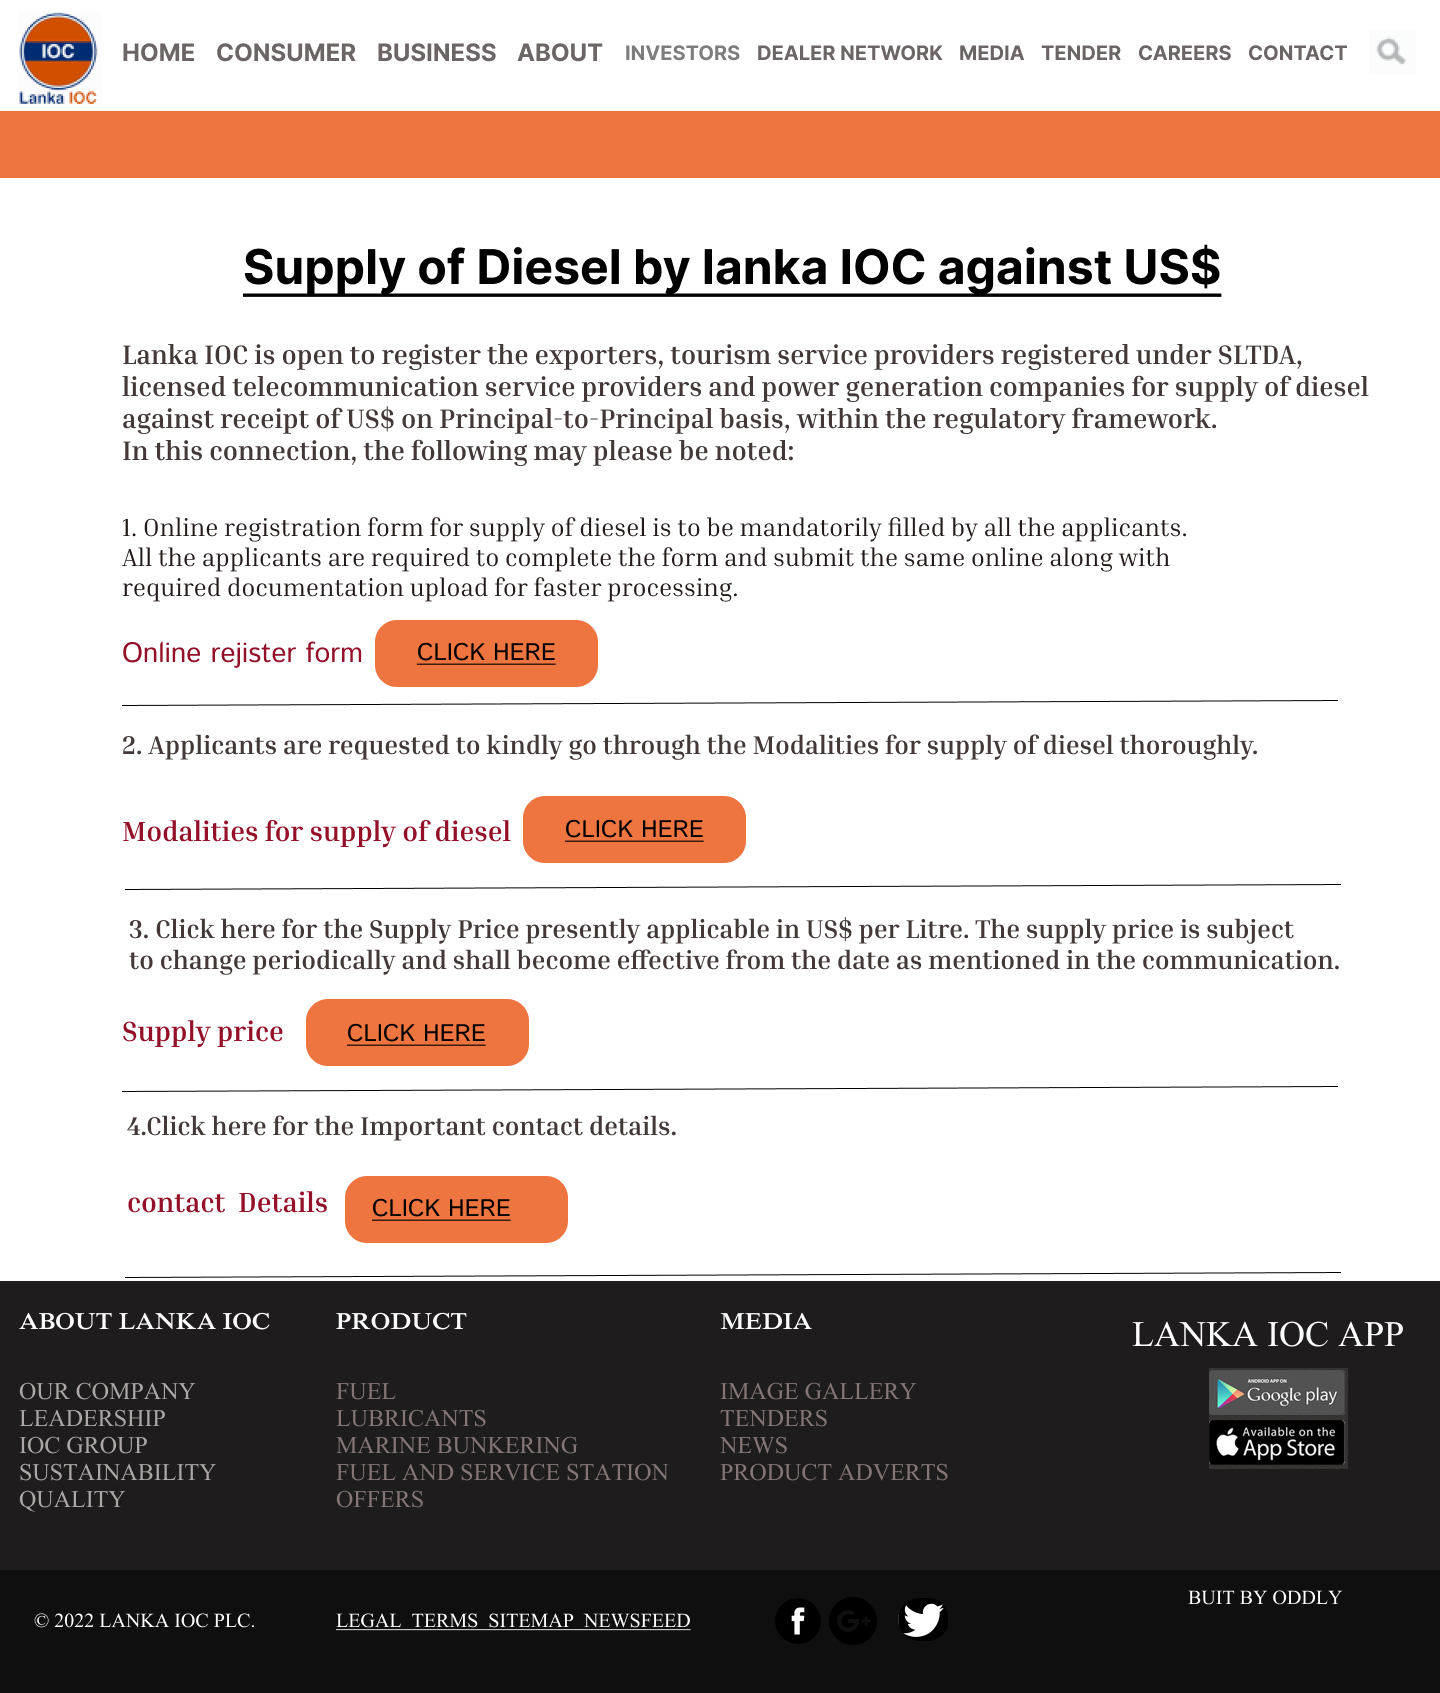 IOC
Lanka IOC
HOME CONSUMER BUSINESS ABOUT INVESTORS DEALER NETWORK MEDIA TENDER CAREERS CONTACT
Supply of Diesel by lanka IOC against US$
Lanka IOC is open to register the exporters, tourism service providers registered under SLTDA,
licensed telecommunication service providers and power generation companies for supply of diesel
against receipt of US$ on Principal-to-Principal basis, within the regulatory framework.
In this connection, the following may please be noted:
1. Online registration form for supply of diesel is to be mandatorily filled by all the applicants.
All the applicants are required to complete the form and submit the same online along with
required documentation upload for faster processing.
Online rejister form CLICK HERE
2. Applicants are requested to kindly go through the Modalities for supply of diesel thoroughly.
Modalities for supply of diesel CLICK HERE
3. Click here for the Supply Price presently applicable in US$ per Litre. The supply price is subject
to change periodically and shall become effective from the date as mentioned in the communication.
Supply price CLICK HERE
4.Click here for the Important contact details.
contact Details CLICK HERE
ABOUT LANKA IOC
OUR COMPANY
LEADERSHIP
IOC GROUP
SUSTAINABILITY
QUALITY
PRODUCT
FUEL
LUBRICANTS
MARINE BUNKERING
FUEL AND SERVICE STATION
OFFERS
MEDIA
IMAGE GALLERY
TENDERS
NEWS
PRODUCT ADVERTS
LANKA IOC APP
ANDROID APP ON
Google play
Available on the
App Store
© 2022 LANKA IOC PLC.
LEGAL TERMS SITEMAP NEWSFEED
f
G+
BUIT BY ODDLY